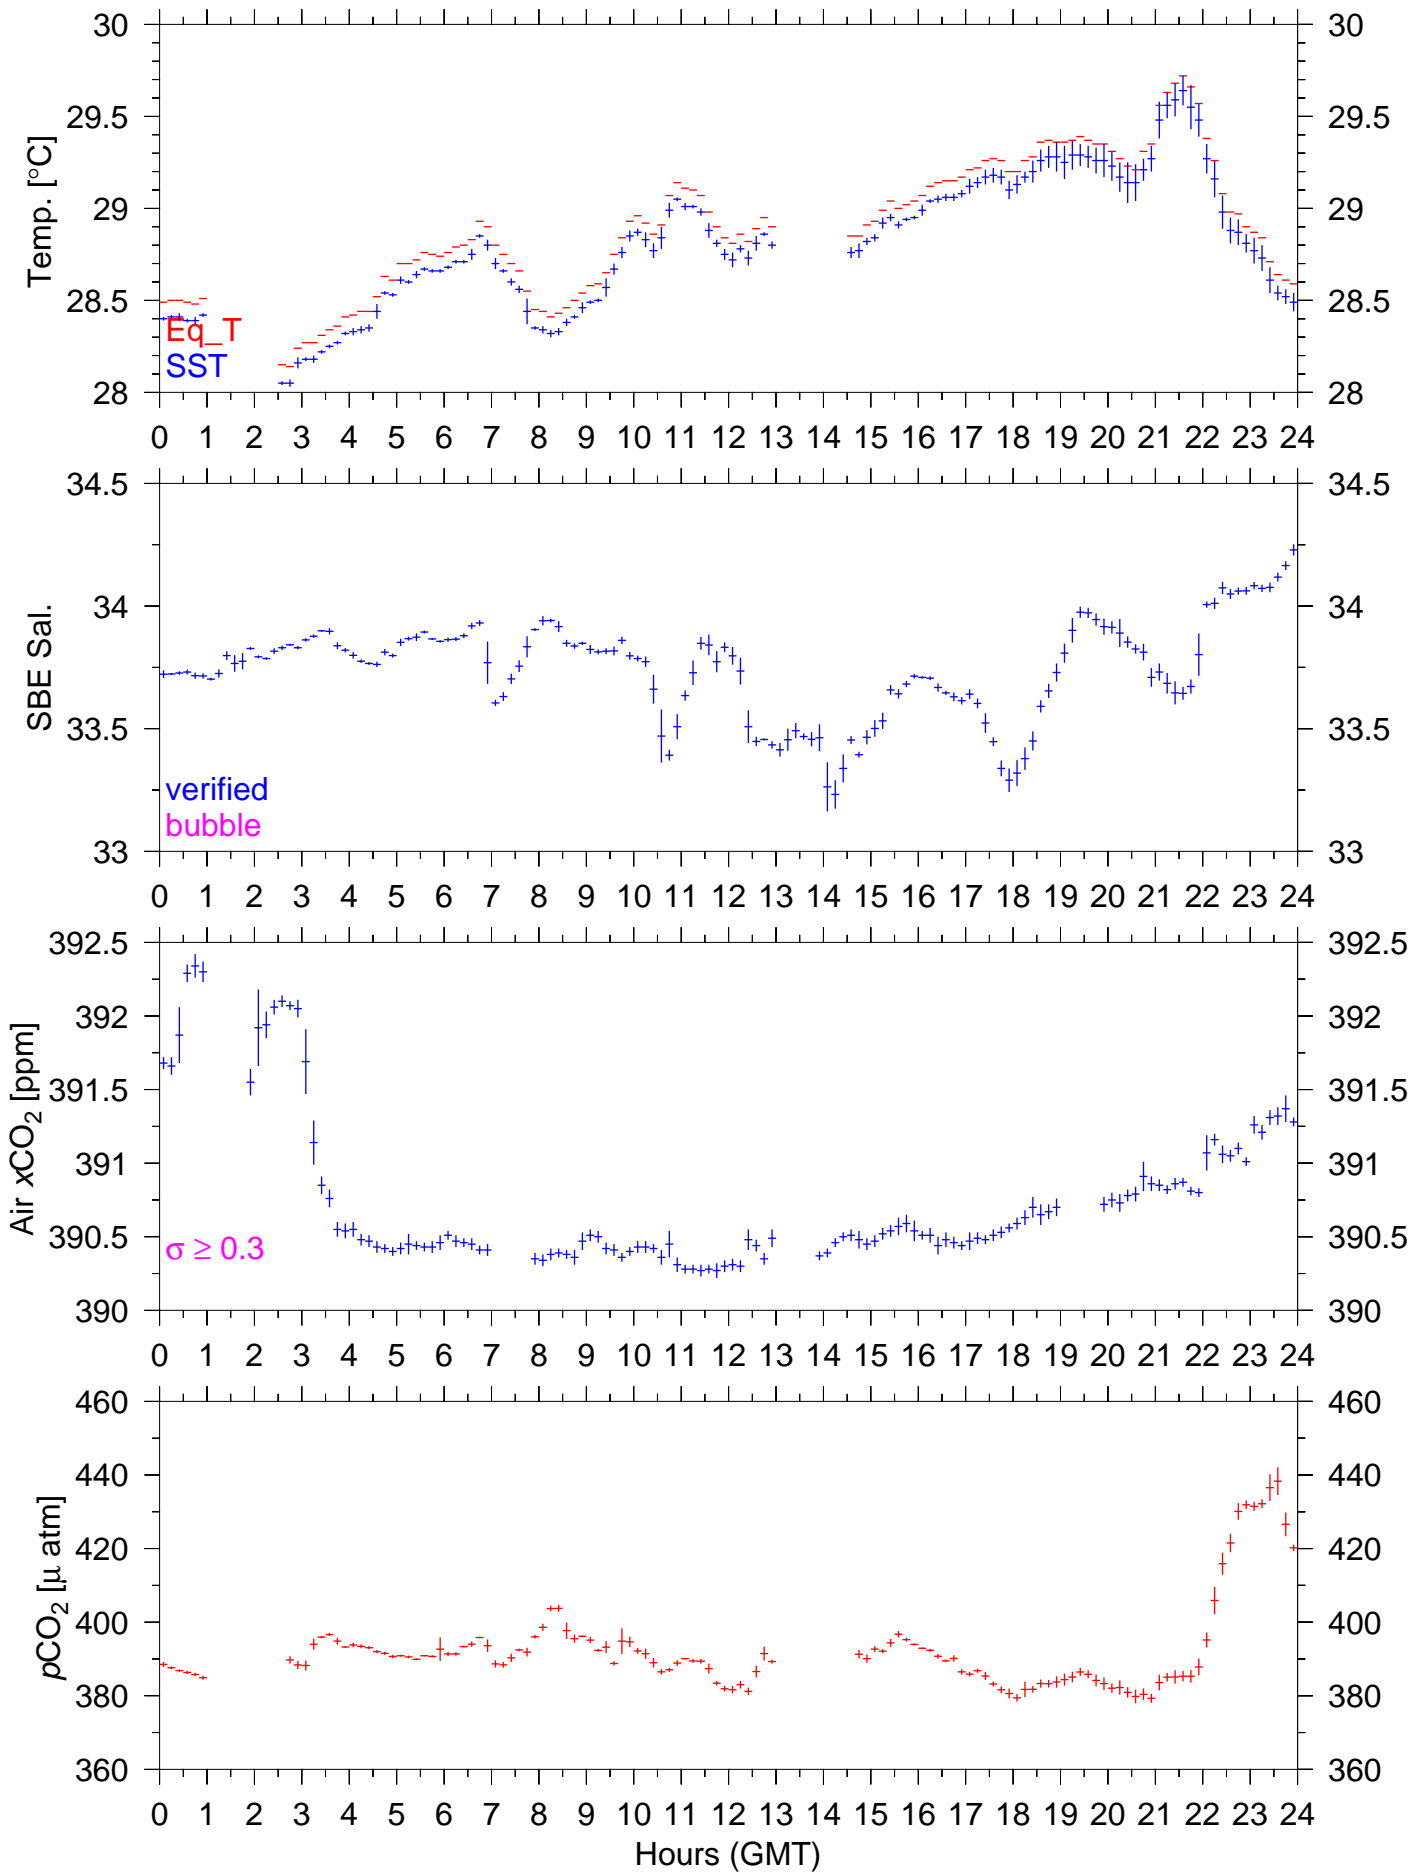 30 30
29.5 29.5
29 29
28.5 28.5
28 28
Temp. [°C]
Eq_T
SST
0 1 2 3 4 5 6 7 8 9 10 11 12 13 14 15 16 17 18 19 20 21 22 23 24
34.5 34.5
34 34
33.5 33.5
33 33
SBE Sal.
verified
bubble
0 1 2 3 4 5 6 7 8 9 10 11 12 13 14 15 16 17 18 19 20 21 22 23 24
392.5 392.5
392 392
391.5 391.5
391 391
390.5 390.5
390 390
Air xCO₂ [ppm]
σ ≥ 0.3
0 1 2 3 4 5 6 7 8 9 10 11 12 13 14 15 16 17 18 19 20 21 22 23 24
460 460
440 440
420 420
400 400
380 380
360 360
pCO₂ [μ atm]
0 1 2 3 4 5 6 7 8 9 10 11 12 13 14 15 16 17 18 19 20 21 22 23 24
Hours (GMT)